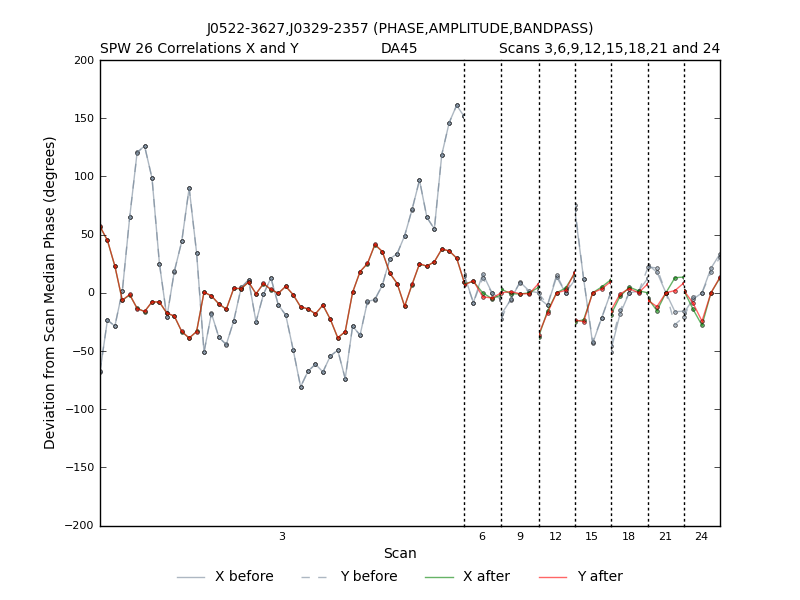 J0522-3627,J0329-2357 (PHASE,AMPLITUDE,BANDPASS)
SPW 26 Correlations X and Y DA45 Scans 3,6,9,12,15,18,21 and 24
200
150
100
50
0
−50
−100
−150
−200
Deviation from Scan Median Phase (degrees)
3 6 9 12 15 18 21 24
Scan
X before Y before X after Y after